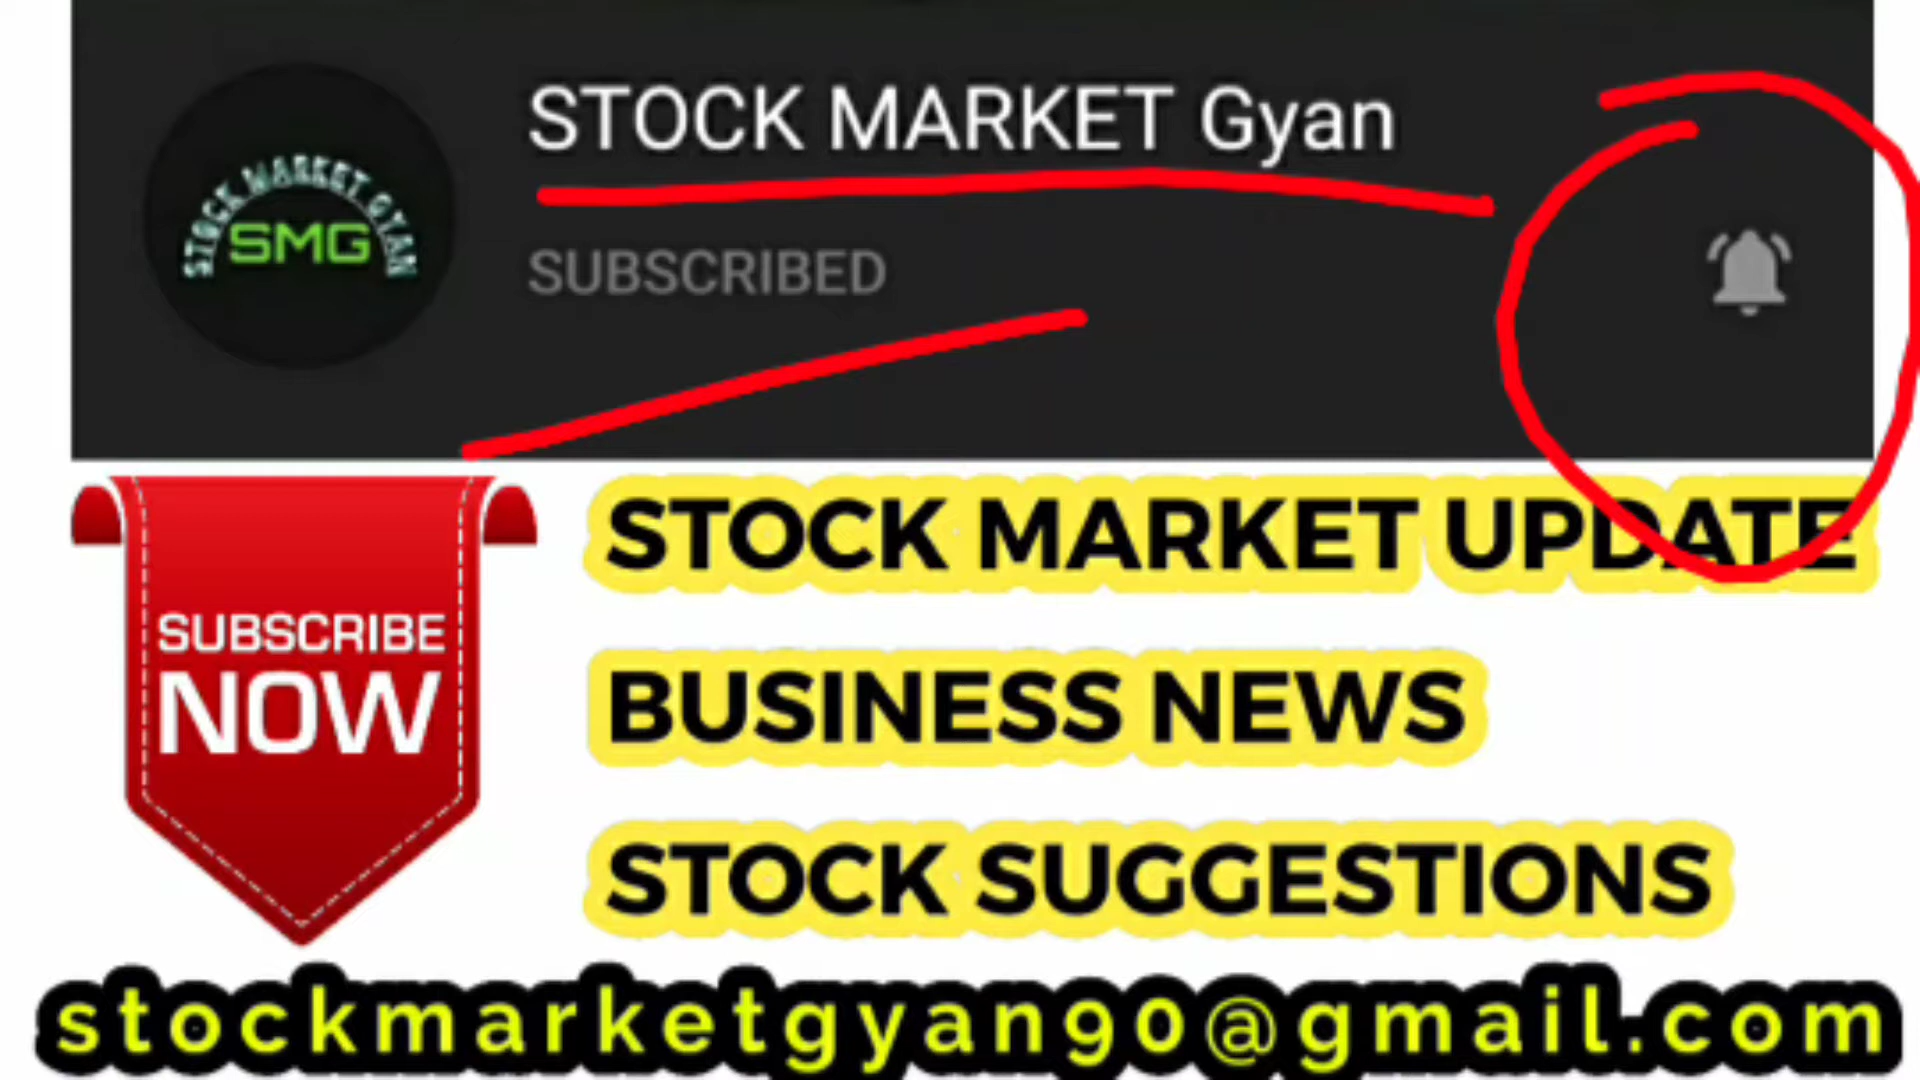 STOCK MARKET Gyan
STOCK MARKET GYAN
SMG
SUBSCRIBED
SUBSCRIBE
NOW
STOCK MARKET UPDATE
BUSINESS NEWS
STOCK SUGGESTIONS
stockmarketgyan90@gmail.com